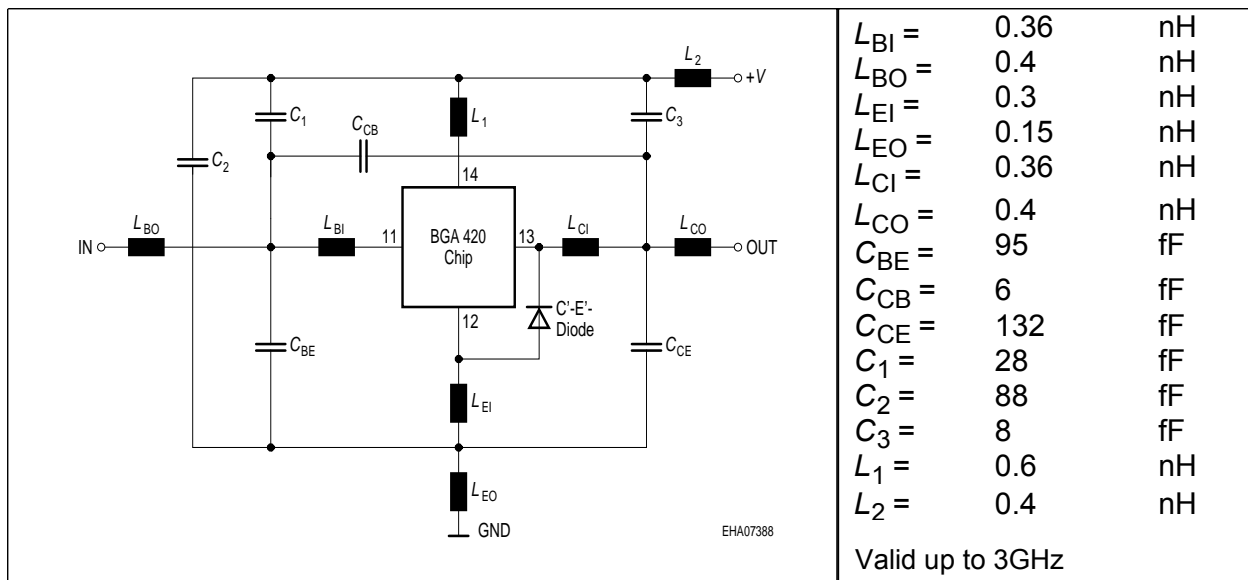 L2
+V
C1
L1
C3
CCB
C2
14
LBO
LBI
LCI
LCO
IN
11
BGA 420
Chip
13
OUT
12
C'-E'-
Diode
CBE
CCE
LEI
LEO
GND
EHA07388
LBI = 0.36 nH
LBO = 0.4 nH
LEI = 0.3 nH
LEO = 0.15 nH
LCI = 0.36 nH
LCO = 0.4 nH
CBE = 95 fF
CCB = 6 fF
CCE = 132 fF
C1 = 28 fF
C2 = 88 fF
C3 = 8 fF
L1 = 0.6 nH
L2 = 0.4 nH
Valid up to 3GHz